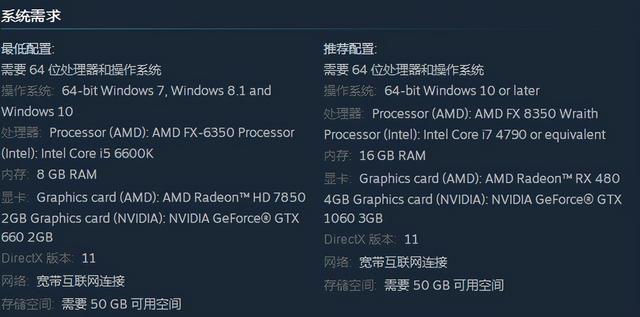 系统需求
最低配置:
需要 64 位处理器和操作系统
操作系统: 64-bit Windows 7, Windows 8.1 and
Windows 10
处理器: Processor (AMD): AMD FX-6350 Processor
(Intel): Intel Core i5 6600K
内存: 8 GB RAM
显卡: Graphics card (AMD): AMD Radeon™ HD 7850
2GB Graphics card (NVIDIA): NVIDIA GeForce® GTX
660 2GB
DirectX 版本: 11
网络: 宽带互联网连接
存储空间: 需要 50 GB 可用空间
推荐配置:
需要 64 位处理器和操作系统
操作系统: 64-bit Windows 10 or later
处理器: Processor (AMD): AMD FX 8350 Wraith
Processor (Intel): Intel Core i7 4790 or equivalent
内存: 16 GB RAM
显卡: Graphics card (AMD): AMD Radeon™ RX 480
4GB Graphics card (NVIDIA): NVIDIA GeForce® GTX
1060 3GB
DirectX 版本: 11
网络: 宽带互联网连接
存储空间: 需要 50 GB 可用空间